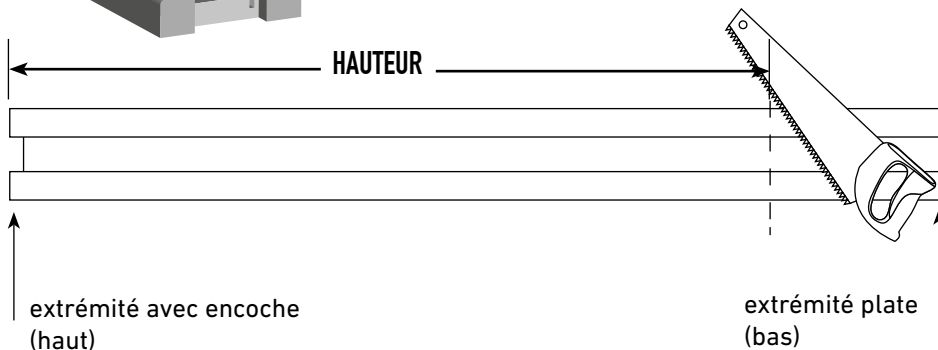 HAUTEUR
extrémité avec encoche
(haut)
extrémité plate
(bas)